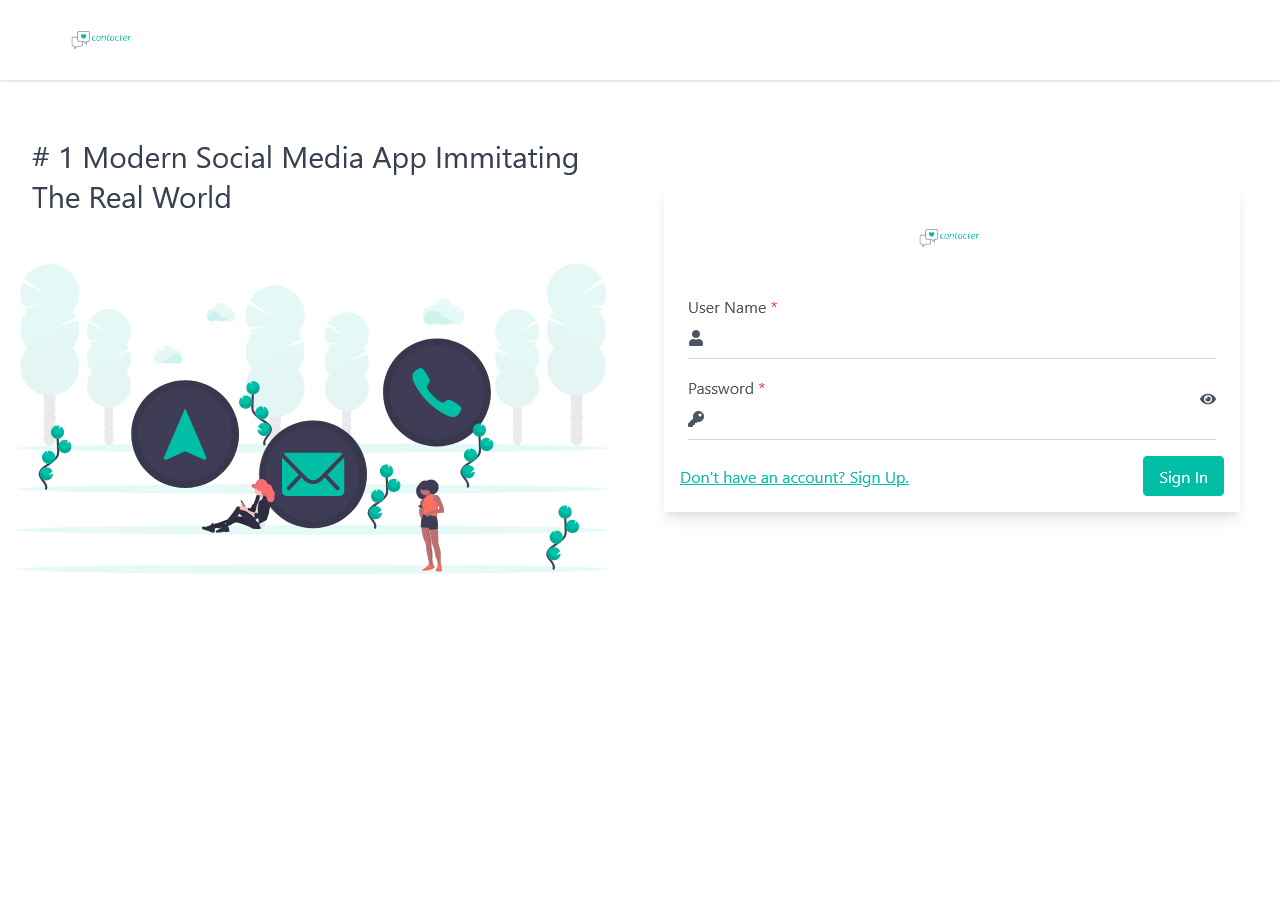 contacter
# 1 Modern Social Media App Immitating
The Real World
contacter
User Name *
Password *
Don't have an account? Sign Up.
Sign In